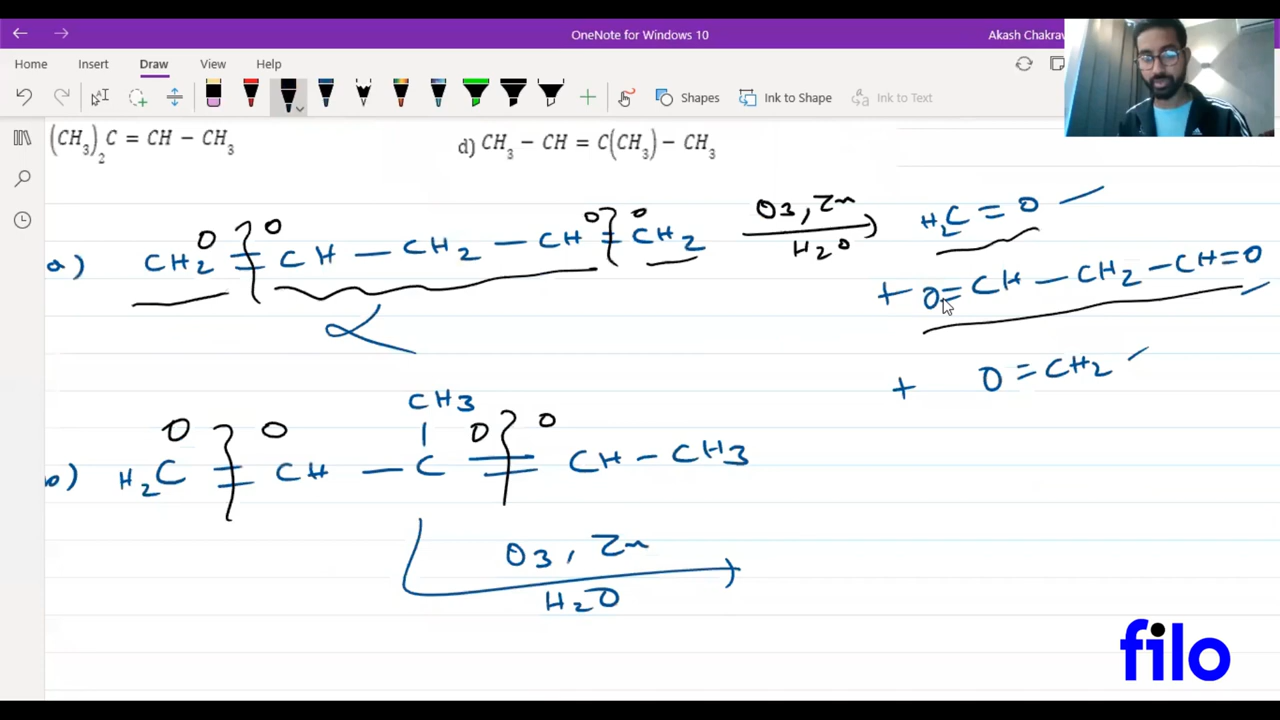 OneNote for Windows 10
Akash Chakrav
Home Insert Draw View Help
Shapes Ink to Shape Ink to Text
(CH₃)₂C = CH − CH₃
d) CH₃ − CH = C(CH₃) − CH₃
a) CH₂ = CH — CH₂ — CH = CH₂
O O O O
O₃, Zn
H₂O
H₂C = O
+ O = CH — CH₂ — CH = O
+ O = CH₂
CH₃
O O O O
b) H₂C = CH — C = CH — CH₃
O₃, Zn
H₂O
filo